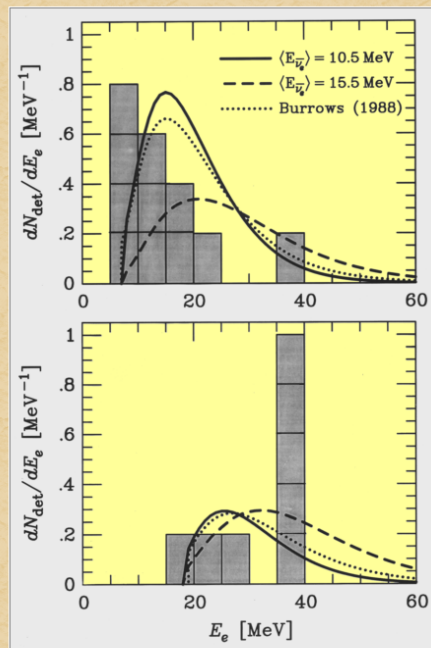 1
.8
.6
.4
.2
0
dN_det/dE_e [MeV⁻¹]
⟨E_ν̄e⟩ = 10.5 MeV
⟨E_ν̄e⟩ = 15.5 MeV
Burrows (1988)
0 20 40 60
1
.8
.6
.4
.2
0
dN_det/dE_e [MeV⁻¹]
0 20 40 60
E_e [MeV]